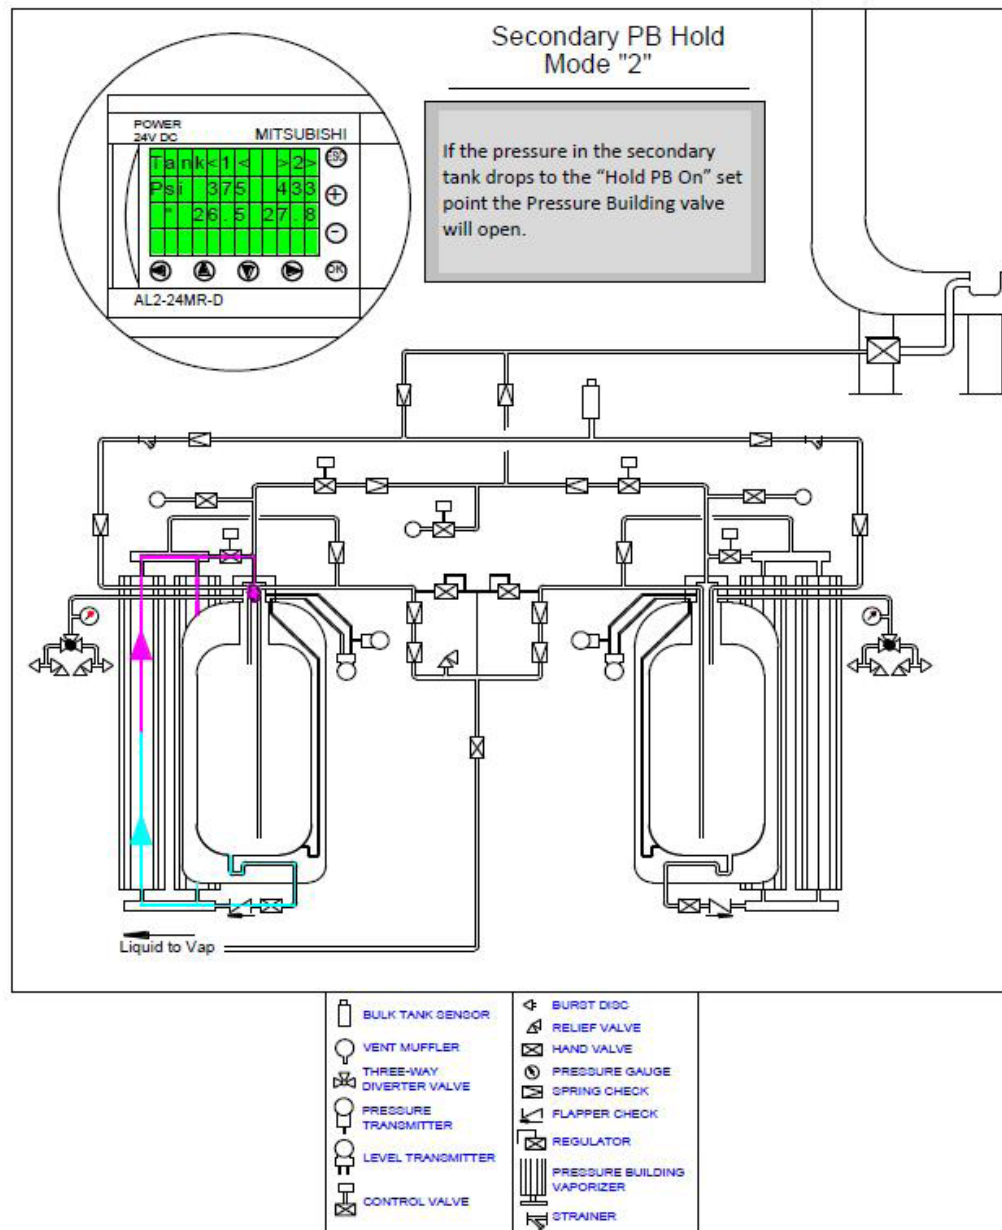 Secondary PB Hold
Mode "2"
POWER
24V DC
MITSUBISHI
ESC
Tank<1< >2>
Psi 375 433
" 26.5 27.8
+
-
OK
AL2-24MR-D
If the pressure in the secondary
tank drops to the “Hold PB On” set
point the Pressure Building valve
will open.
Liquid to Vap
BULK TANK SENSOR
VENT MUFFLER
THREE-WAY
DIVERTER VALVE
PRESSURE
TRANSMITTER
LEVEL TRANSMITTER
CONTROL VALVE
BURST DISC
RELIEF VALVE
HAND VALVE
PRESSURE GAUGE
SPRING CHECK
FLAPPER CHECK
REGULATOR
PRESSURE BUILDING
VAPORIZER
STRAINER